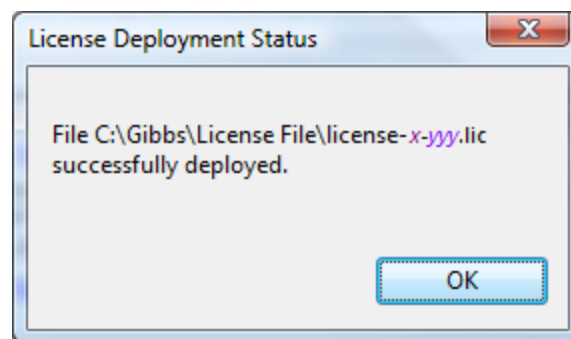 License Deployment Status
File C:\Gibbs\License File\license-x-yyy.lic
successfully deployed.
OK